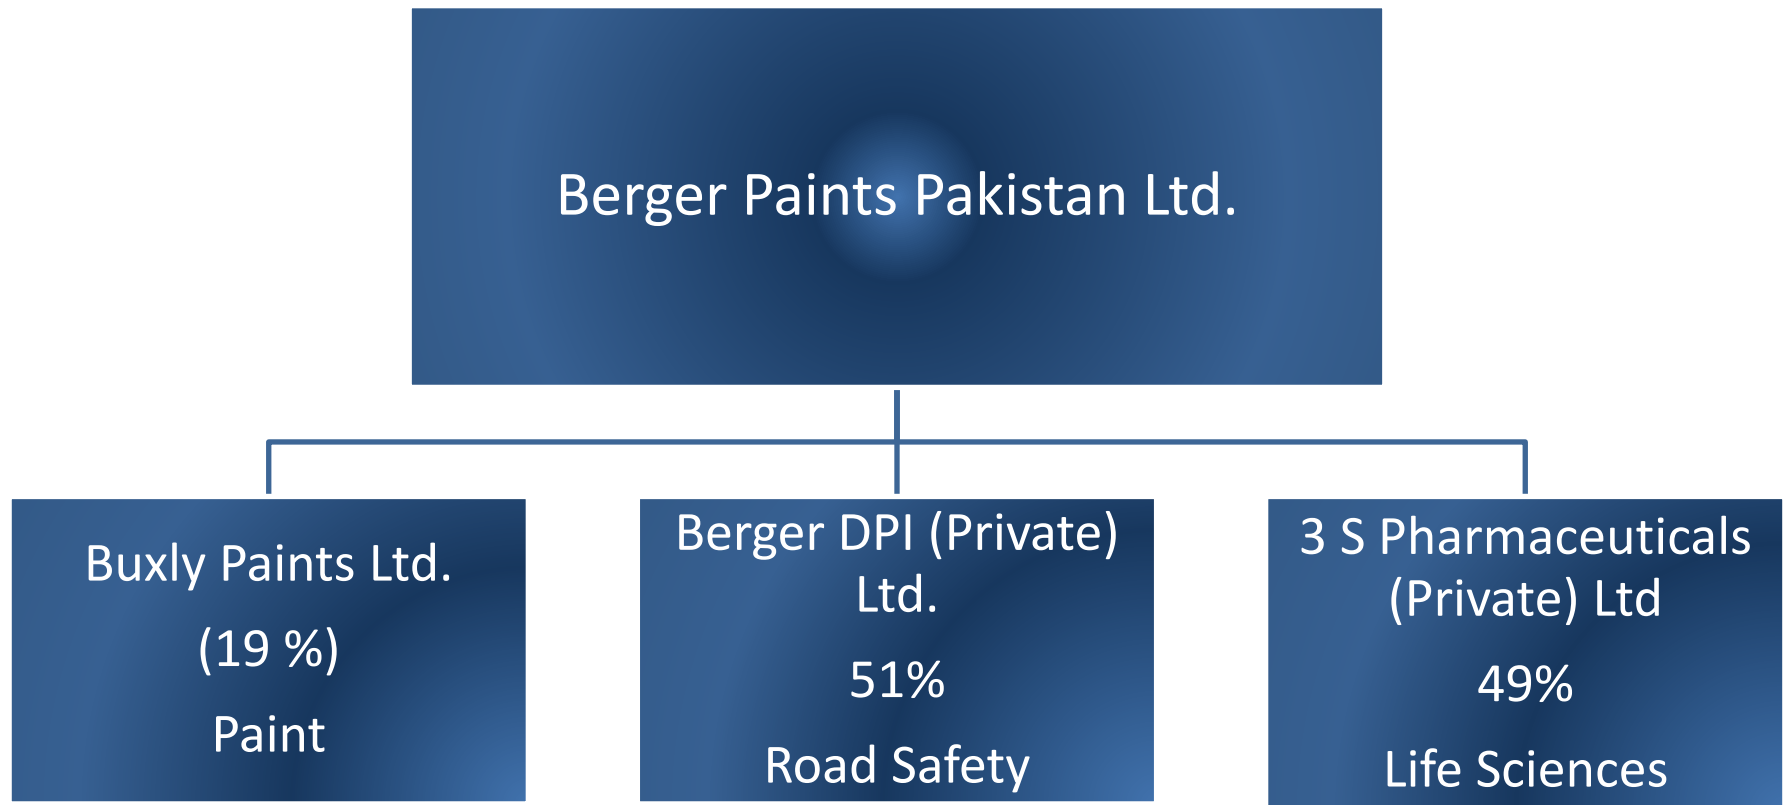 Berger Paints Pakistan Ltd.
Buxly Paints Ltd.
(19 %)
Paint
Berger DPI (Private)
Ltd.
51%
Road Safety
3 S Pharmaceuticals
(Private) Ltd
49%
Life Sciences